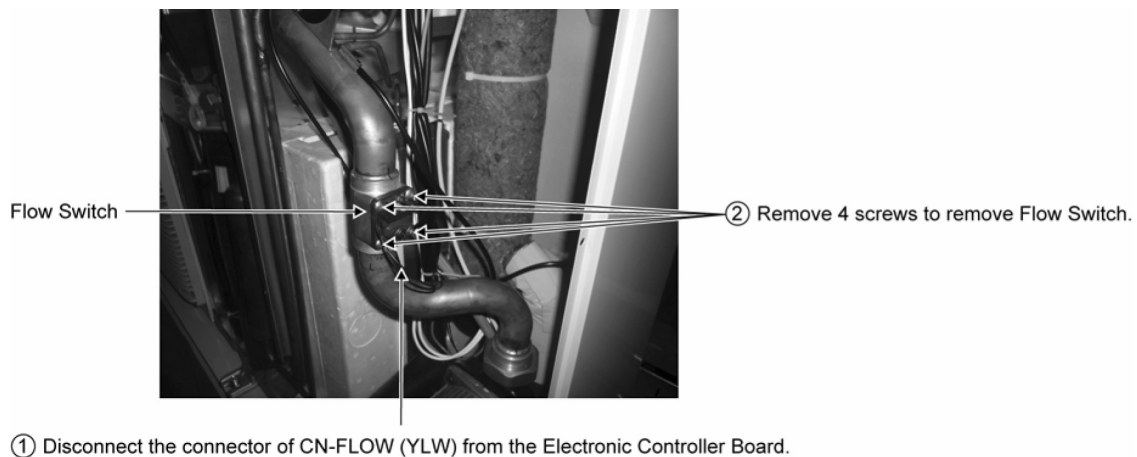 Flow Switch
② Remove 4 screws to remove Flow Switch.
① Disconnect the connector of CN-FLOW (YLW) from the Electronic Controller Board.